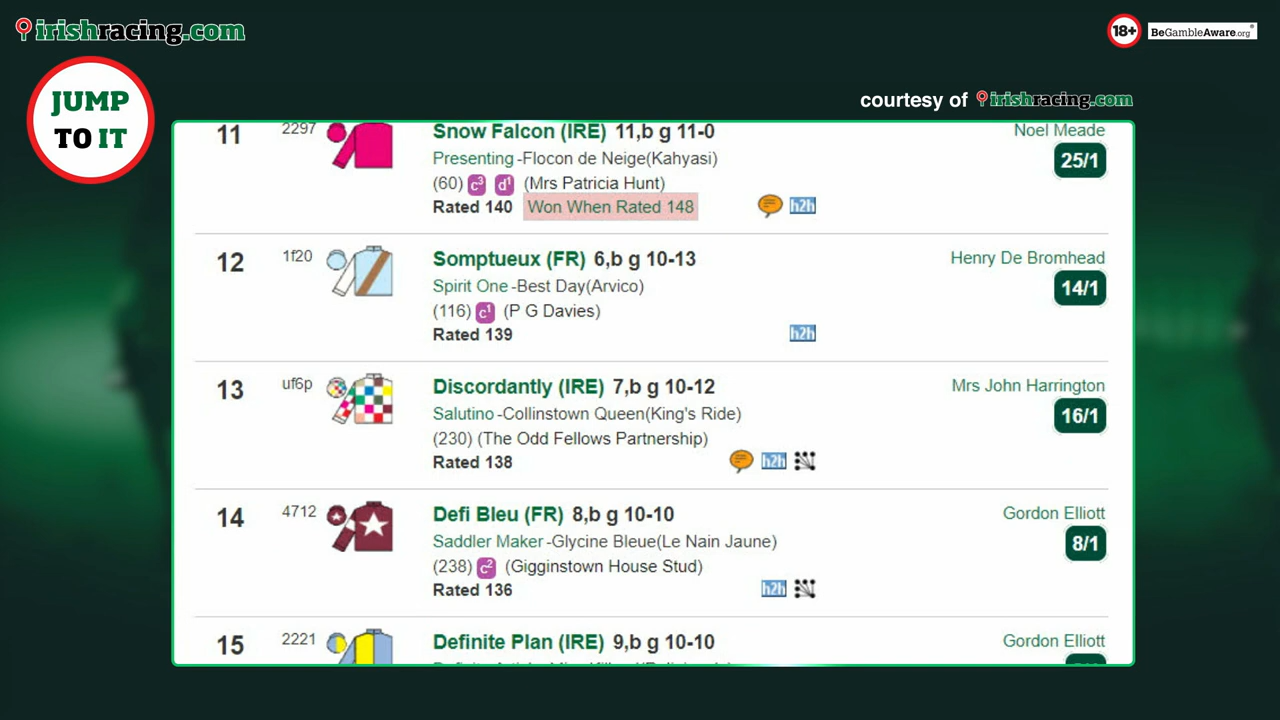 irishracing.com
18+
BeGambleAware.org®
JUMP
TO IT
courtesy of irishracing.com
11 2297 Snow Falcon (IRE) 11,b g 11-0 Noel Meade
Presenting -Flocon de Neige(Kahyasi) 25/1
(60) c3 d1 (Mrs Patricia Hunt)
Rated 140 Won When Rated 148 h2h
12 1f20 Somptueux (FR) 6,b g 10-13 Henry De Bromhead
Spirit One -Best Day(Arvico) 14/1
(116) c1 (P G Davies)
Rated 139 h2h
13 uf6p Discordantly (IRE) 7,b g 10-12 Mrs John Harrington
Salutino -Collinstown Queen(King's Ride) 16/1
(230) (The Odd Fellows Partnership)
Rated 138 h2h
14 4712 Defi Bleu (FR) 8,b g 10-10 Gordon Elliott
Saddler Maker -Glycine Bleue(Le Nain Jaune) 8/1
(238) c2 (Gigginstown House Stud)
Rated 136 h2h
15 2221 Definite Plan (IRE) 9,b g 10-10 Gordon Elliott